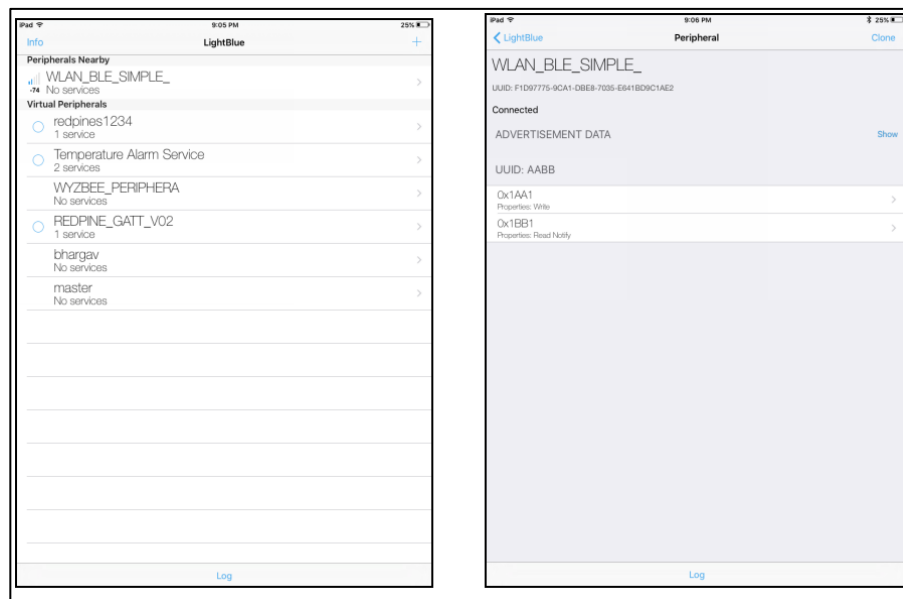 iPad 9:05 PM 25%
Info LightBlue +
Peripherals Nearby
WLAN_BLE_SIMPLE_
-74 No services
Virtual Peripherals
redpines1234
1 service
Temperature Alarm Service
2 services
WYZBEE_PERIPHERA
No services
REDPINE_GATT_V02
1 service
bhargav
No services
master
No services
Log
iPad 9:06 PM 25%
LightBlue Peripheral Clone
WLAN_BLE_SIMPLE_
UUID: F1D97775-9CA1-DBE8-7035-E641BD9C1AE2
Connected
ADVERTISEMENT DATA Show
UUID: AABB
0x1AA1
Properties: Write
0x1BB1
Properties: Read Notify
Log